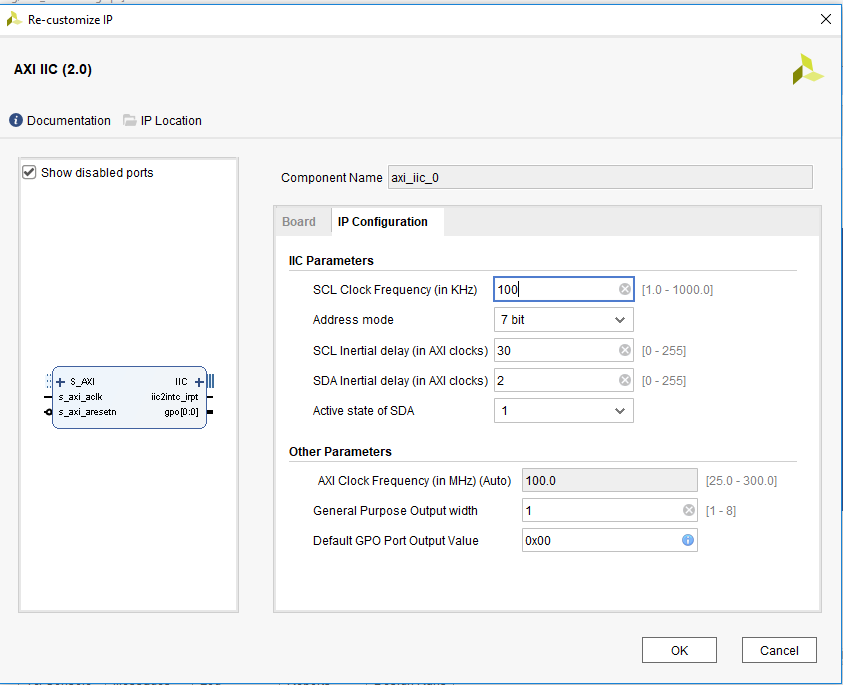 Re-customize IP
AXI IIC (2.0)
Documentation IP Location
Show disabled ports
S_AXI IIC
s_axi_aclk iic2intc_irpt
s_axi_aresetn gpo[0:0]
Component Name axi_iic_0
Board IP Configuration
IIC Parameters
SCL Clock Frequency (in KHz) 100 [1.0 - 1000.0]
Address mode 7 bit
SCL Inertial delay (in AXI clocks) 30 [0 - 255]
SDA Inertial delay (in AXI clocks) 2 [0 - 255]
Active state of SDA 1
Other Parameters
AXI Clock Frequency (in MHz) (Auto) 100.0 [25.0 - 300.0]
General Purpose Output width 1 [1 - 8]
Default GPO Port Output Value 0x00
OK Cancel